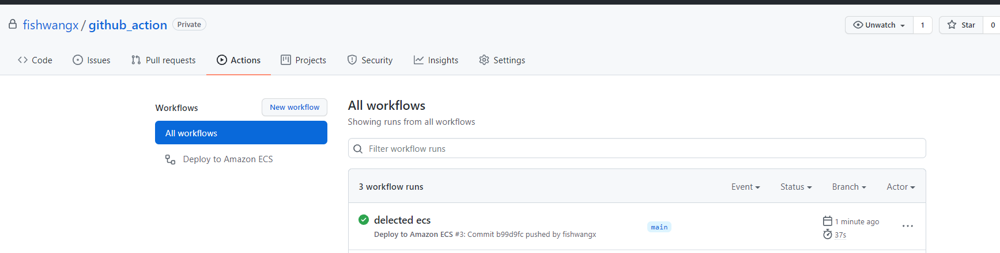 fishwangx / github_action Private Unwatch 1 Star 0
Code Issues Pull requests Actions Projects Security Insights Settings
Workflows New workflow
All workflows
Deploy to Amazon ECS
All workflows
Showing runs from all workflows
Filter workflow runs
3 workflow runs Event Status Branch Actor
delected ecs
Deploy to Amazon ECS #3: Commit b99d9fc pushed by fishwangx
main
1 minute ago
37s